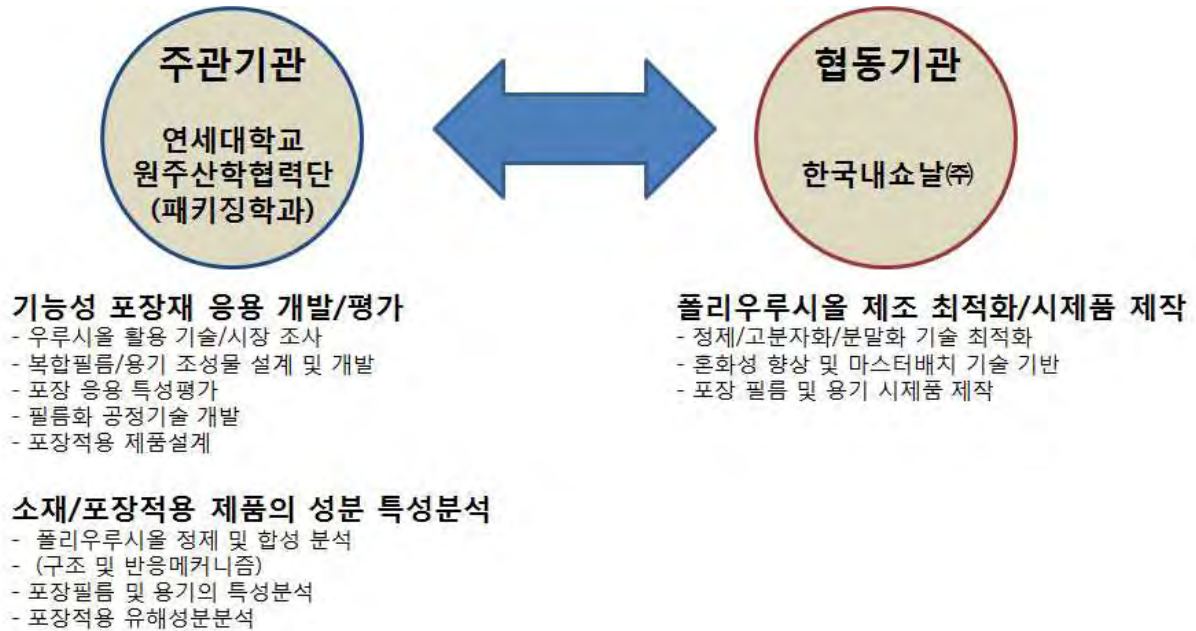 주관기관
연세대학교
원주산학협력단
(패키징학과)
협동기관
한국내쇼날㈜
기능성 포장재 응용 개발/평가
- 우루시올 활용 기술/시장 조사
- 복합필름/용기 조성물 설계 및 개발
- 포장 응용 특성평가
- 필름화 공정기술 개발
- 포장적용 제품설계
소재/포장적용 제품의 성분 특성분석
- 폴리우루시올 정제 및 합성 분석
- (구조 및 반응메커니즘)
- 포장필름 및 용기의 특성분석
- 포장적용 유해성분분석
폴리우루시올 제조 최적화/시제품 제작
- 정제/고분자화/분말화 기술 최적화
- 혼화성 향상 및 마스터배치 기술 기반
- 포장 필름 및 용기 시제품 제작